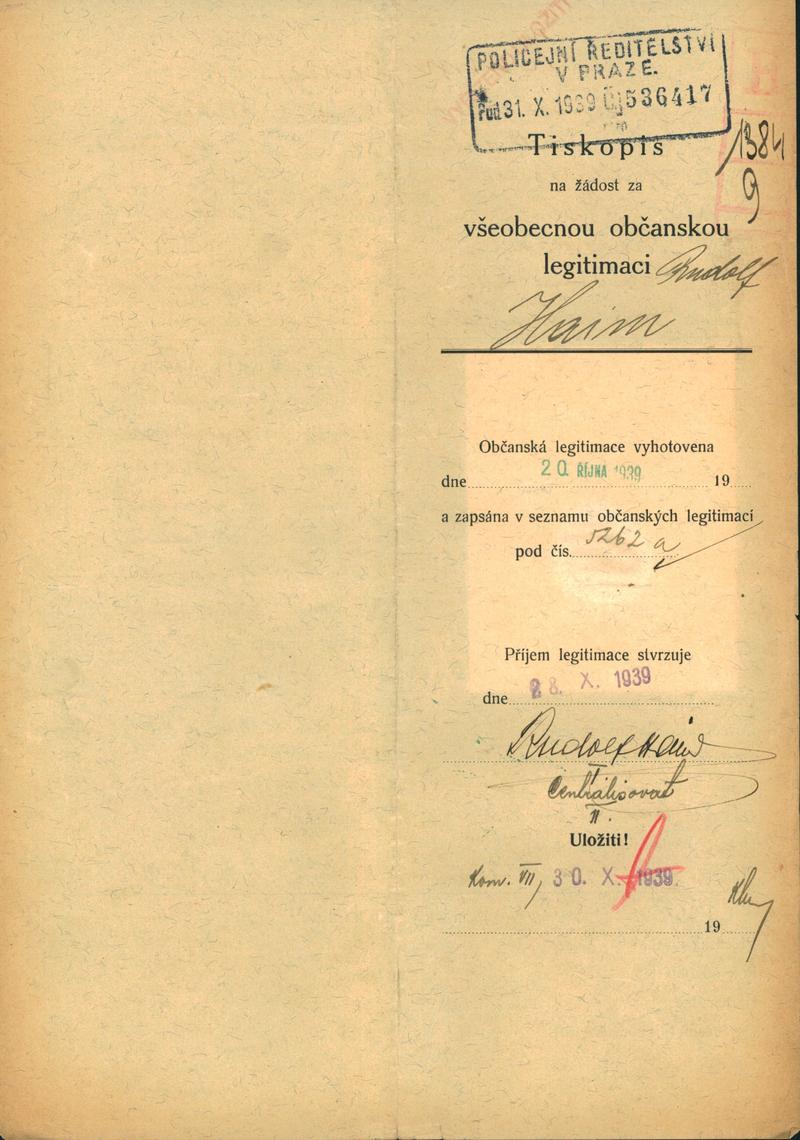 POLICEJNÍ ŘEDITELSTVÍ
V PRAZE.
31. X. 1939 Čj 536417
1384
9
Tiskopis
na žádost za
všeobecnou občanskou
legitimaci Rudolf
Haim
Občanská legitimace vyhotovena
dne 20 ŘÍJNA 1939 19
a zapsána v seznamu občanských legitimací
pod čís. 5262 a
Příjem legitimace stvrzuje
dne 28. X. 1939
Rudolf Haim
I
Centralisovat
II.
Uložiti!
Kom. VII, 30. X. 1939
19